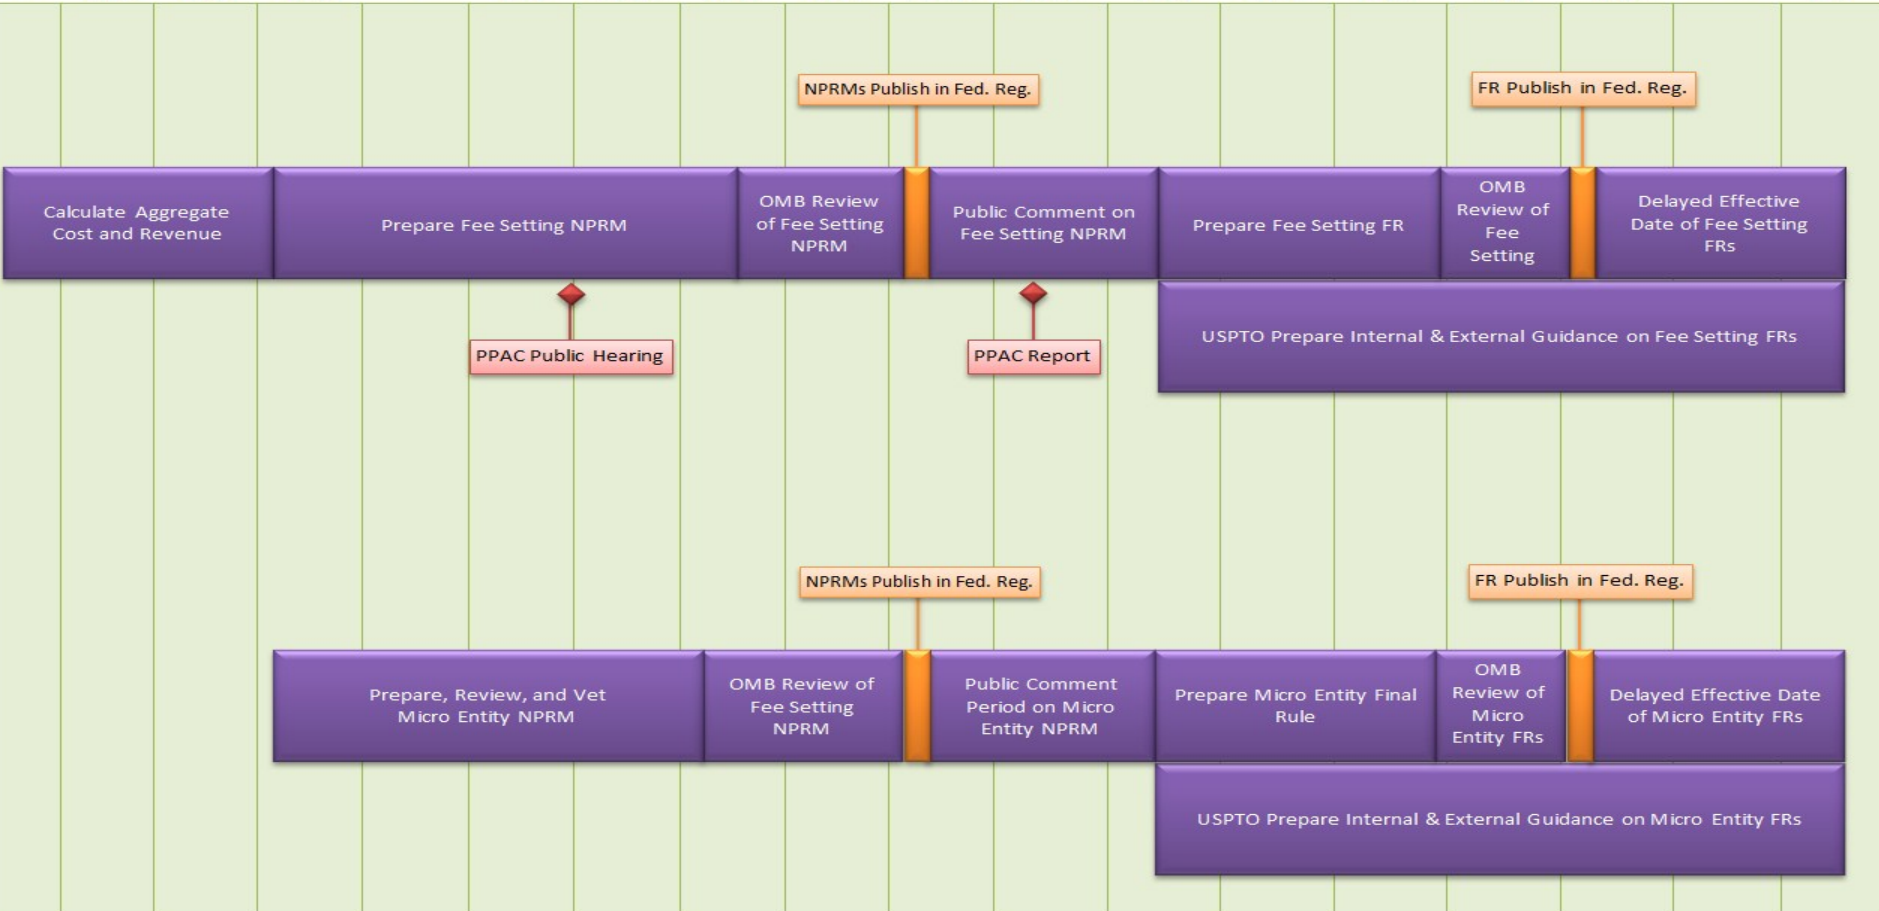 NPRMs Publish in Fed. Reg.
FR Publish in Fed. Reg.
Calculate Aggregate
Cost and Revenue
Prepare Fee Setting NPRM
OMB Review
of Fee Setting
NPRM
Public Comment on
Fee Setting NPRM
Prepare Fee Setting FR
OMB
Review of
Fee
Setting
Delayed Effective
Date of Fee Setting
FRs
PPAC Public Hearing
PPAC Report
USPTO Prepare Internal & External Guidance on Fee Setting FRs
NPRMs Publish in Fed. Reg.
FR Publish in Fed. Reg.
Prepare, Review, and Vet
Micro Entity NPRM
OMB Review of
Fee Setting
NPRM
Public Comment
Period on Micro
Entity NPRM
Prepare Micro Entity Final
Rule
OMB
Review of
Micro
Entity FRs
Delayed Effective Date
of Micro Entity FRs
USPTO Prepare Internal & External Guidance on Micro Entity FRs